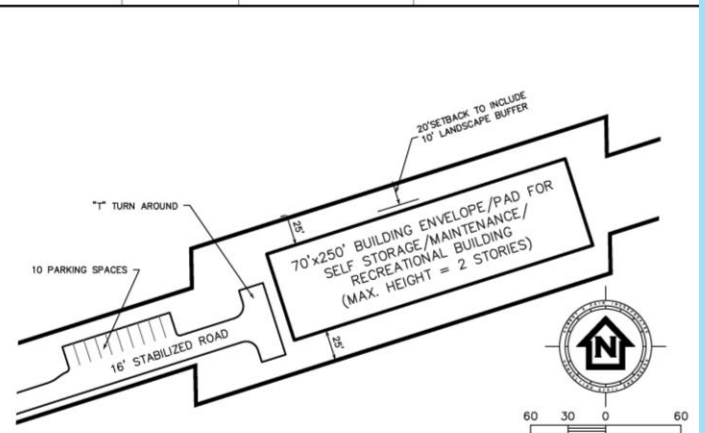 20'SETBACK TO INCLUDE
10' LANDSCAPE BUFFER
"T" TURN AROUND
25'
70'x250' BUILDING ENVELOPE/PAD FOR
SELF STORAGE/MAINTENANCE/
RECREATIONAL BUILDING
(MAX. HEIGHT = 2 STORIES)
10 PARKING SPACES
16' STABILIZED ROAD
25'
N
60 30 0 60